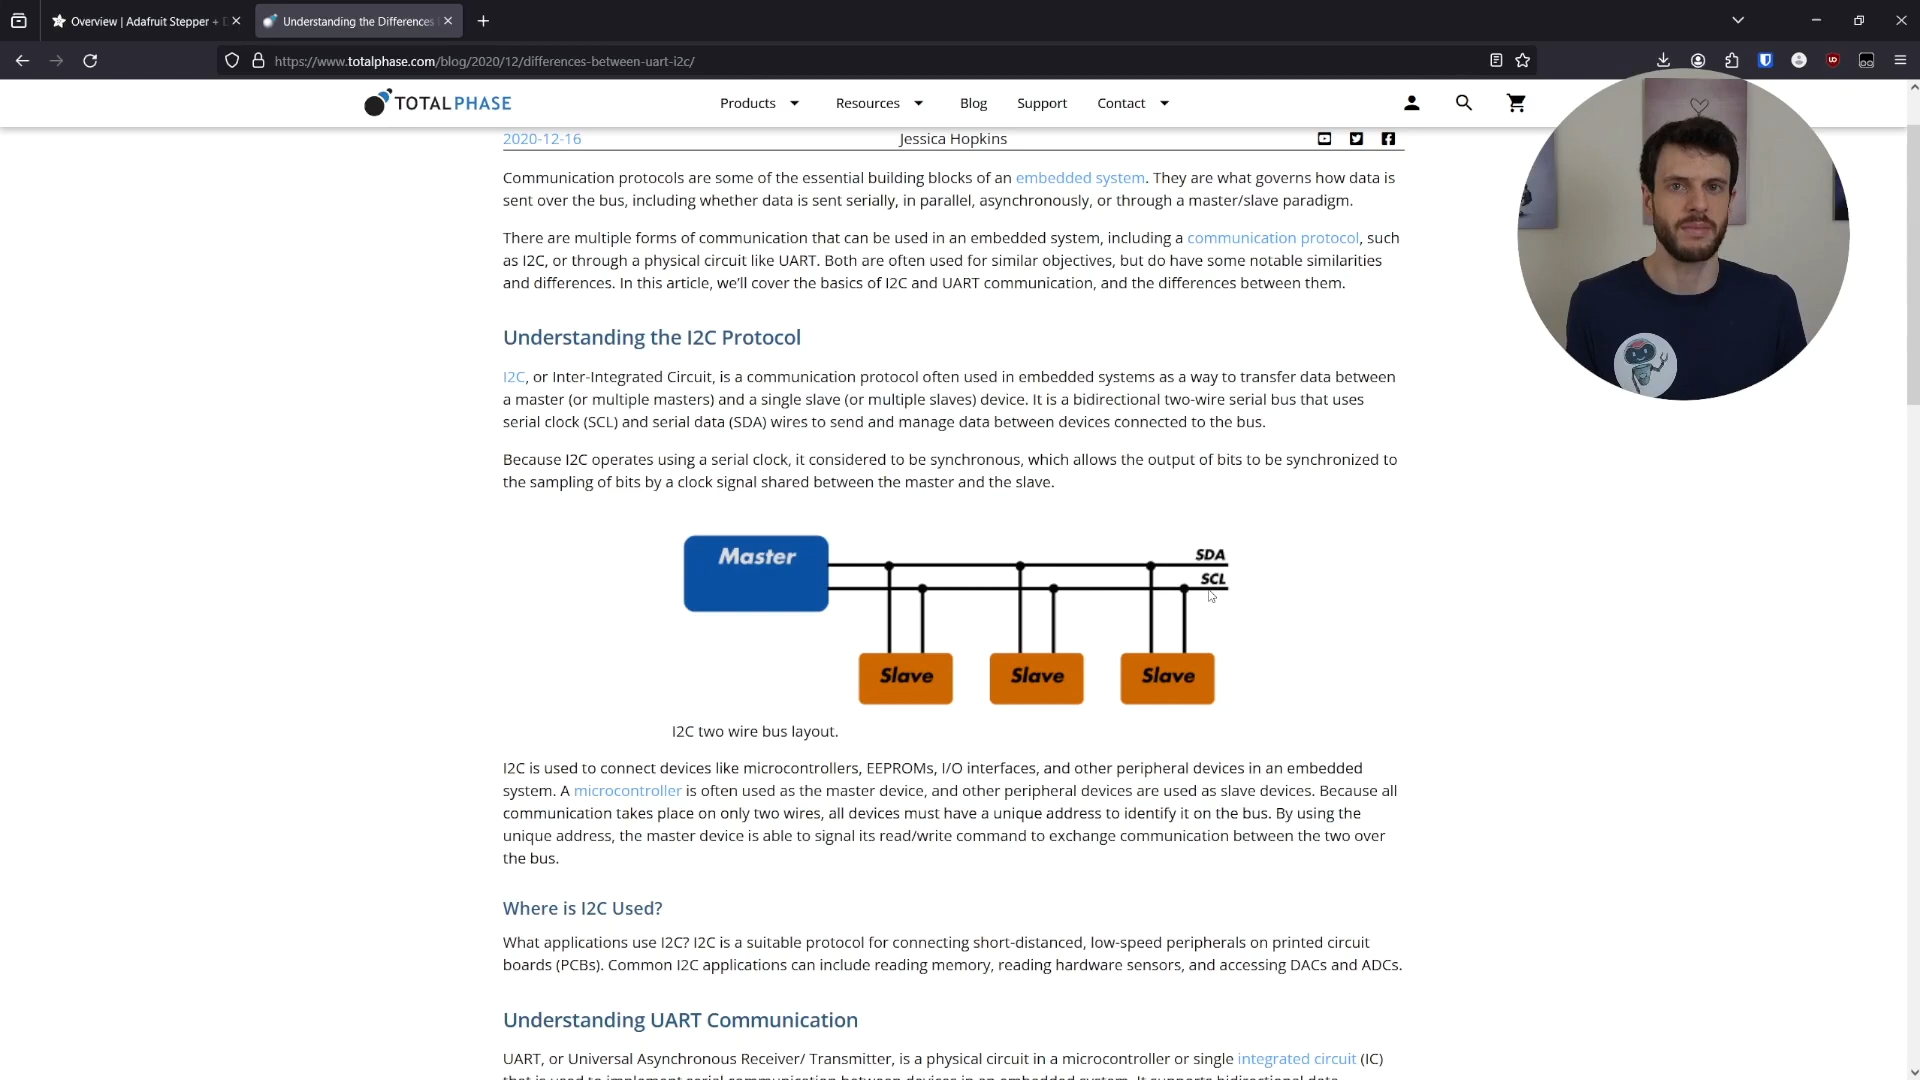 Overview | Adafruit Stepper +
Understanding the Differences
https://www.totalphase.com/blog/2020/12/differences-between-uart-i2c/
TOTALPHASE
Products
Resources
Blog
Support
Contact
2020-12-16
Jessica Hopkins
Communication protocols are some of the essential building blocks of an embedded system. They are what governs how data is
sent over the bus, including whether data is sent serially, in parallel, asynchronously, or through a master/slave paradigm.
There are multiple forms of communication that can be used in an embedded system, including a communication protocol, such
as I2C, or through a physical circuit like UART. Both are often used for similar objectives, but do have some notable similarities
and differences. In this article, we'll cover the basics of I2C and UART communication, and the differences between them.
Understanding the I2C Protocol
I2C, or Inter-Integrated Circuit, is a communication protocol often used in embedded systems as a way to transfer data between
a master (or multiple masters) and a single slave (or multiple slaves) device. It is a bidirectional two-wire serial bus that uses
serial clock (SCL) and serial data (SDA) wires to send and manage data between devices connected to the bus.
Because I2C operates using a serial clock, it considered to be synchronous, which allows the output of bits to be synchronized to
the sampling of bits by a clock signal shared between the master and the slave.
Master
SDA
SCL
Slave
Slave
Slave
I2C two wire bus layout.
I2C is used to connect devices like microcontrollers, EEPROMs, I/O interfaces, and other peripheral devices in an embedded
system. A microcontroller is often used as the master device, and other peripheral devices are used as slave devices. Because all
communication takes place on only two wires, all devices must have a unique address to identify it on the bus. By using the
unique address, the master device is able to signal its read/write command to exchange communication between the two over
the bus.
Where is I2C Used?
What applications use I2C? I2C is a suitable protocol for connecting short-distanced, low-speed peripherals on printed circuit
boards (PCBs). Common I2C applications can include reading memory, reading hardware sensors, and accessing DACs and ADCs.
Understanding UART Communication
UART, or Universal Asynchronous Receiver/ Transmitter, is a physical circuit in a microcontroller or single integrated circuit (IC)